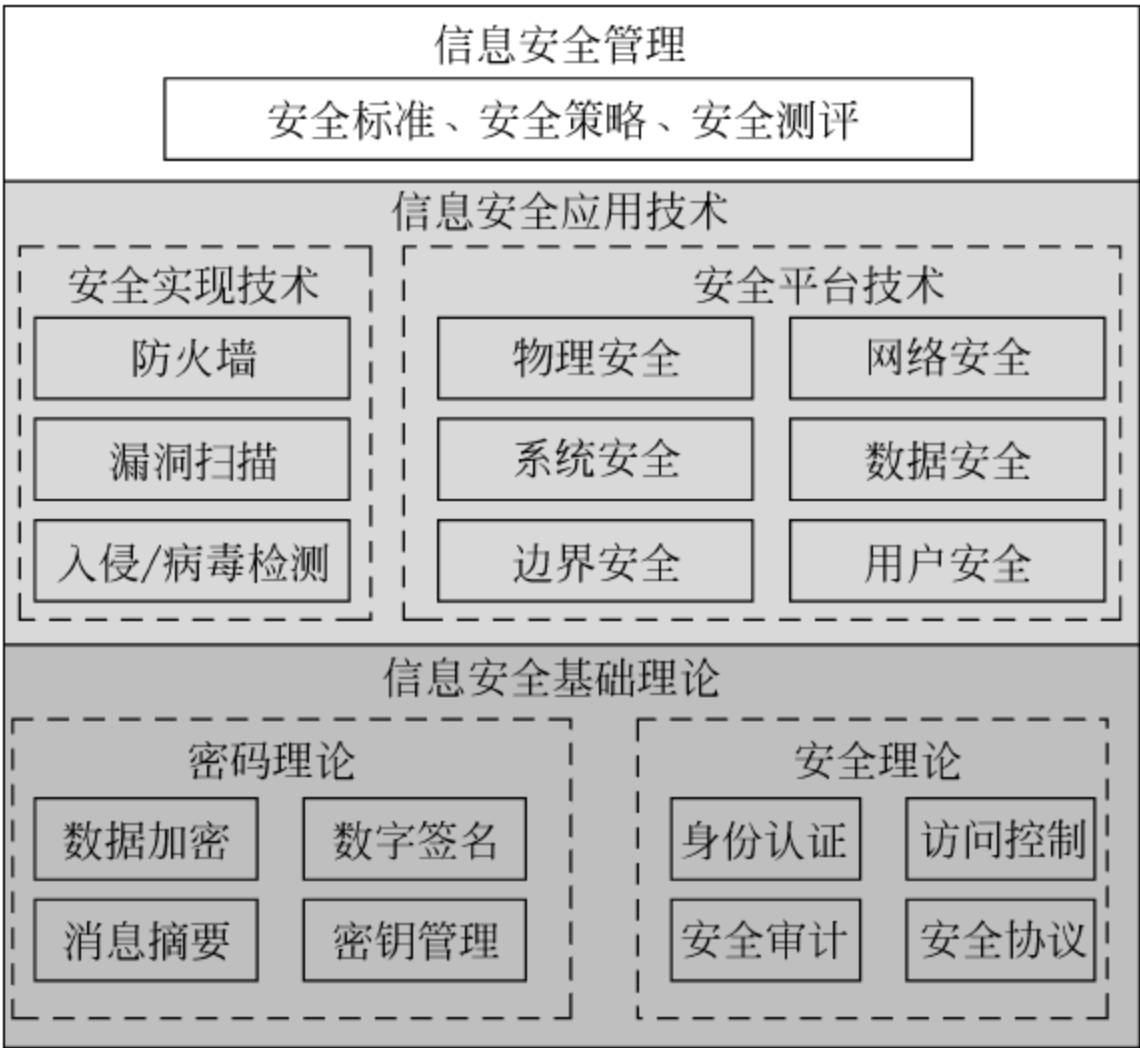 信息安全管理
安全标准、安全策略、安全测评
信息安全应用技术
安全实现技术
防火墙
漏洞扫描
入侵/病毒检测
安全平台技术
物理安全
网络安全
系统安全
数据安全
边界安全
用户安全
信息安全基础理论
密码理论
数据加密
数字签名
消息摘要
密钥管理
安全理论
身份认证
访问控制
安全审计
安全协议